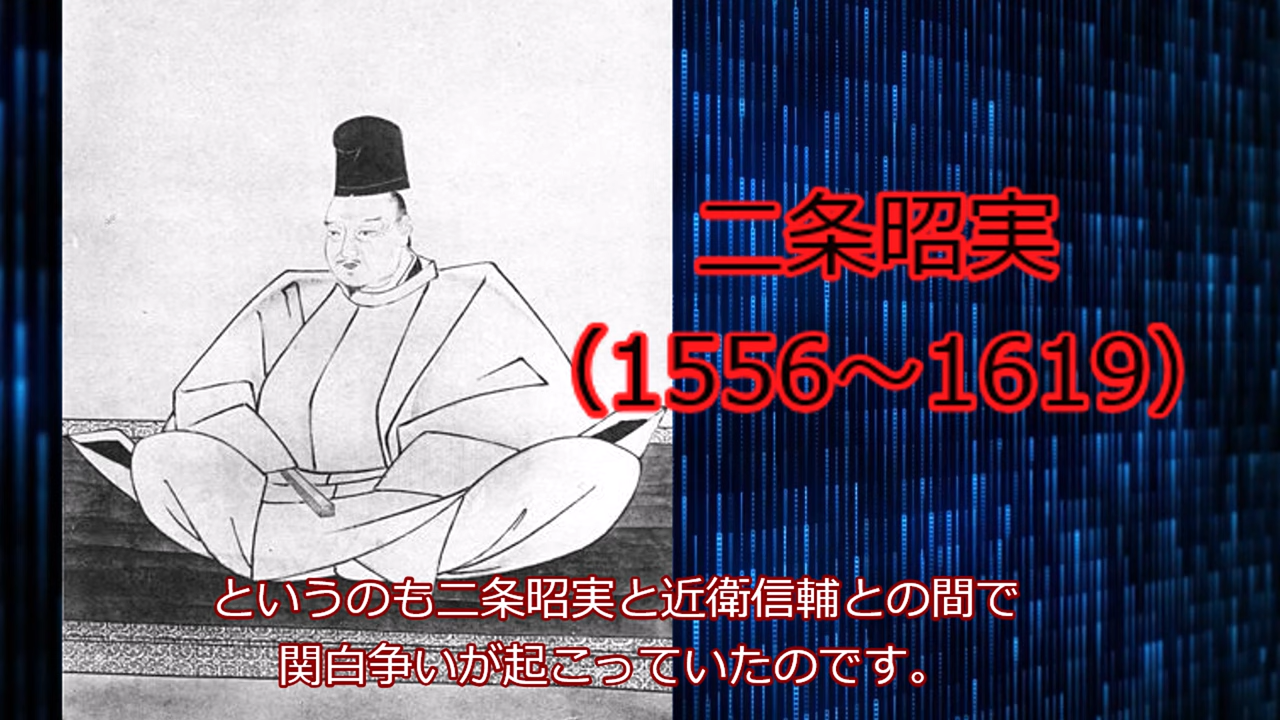 二条昭実
（1556～1619）
というのも二条昭実と近衛信輔との間で
関白争いが起こっていたのです。